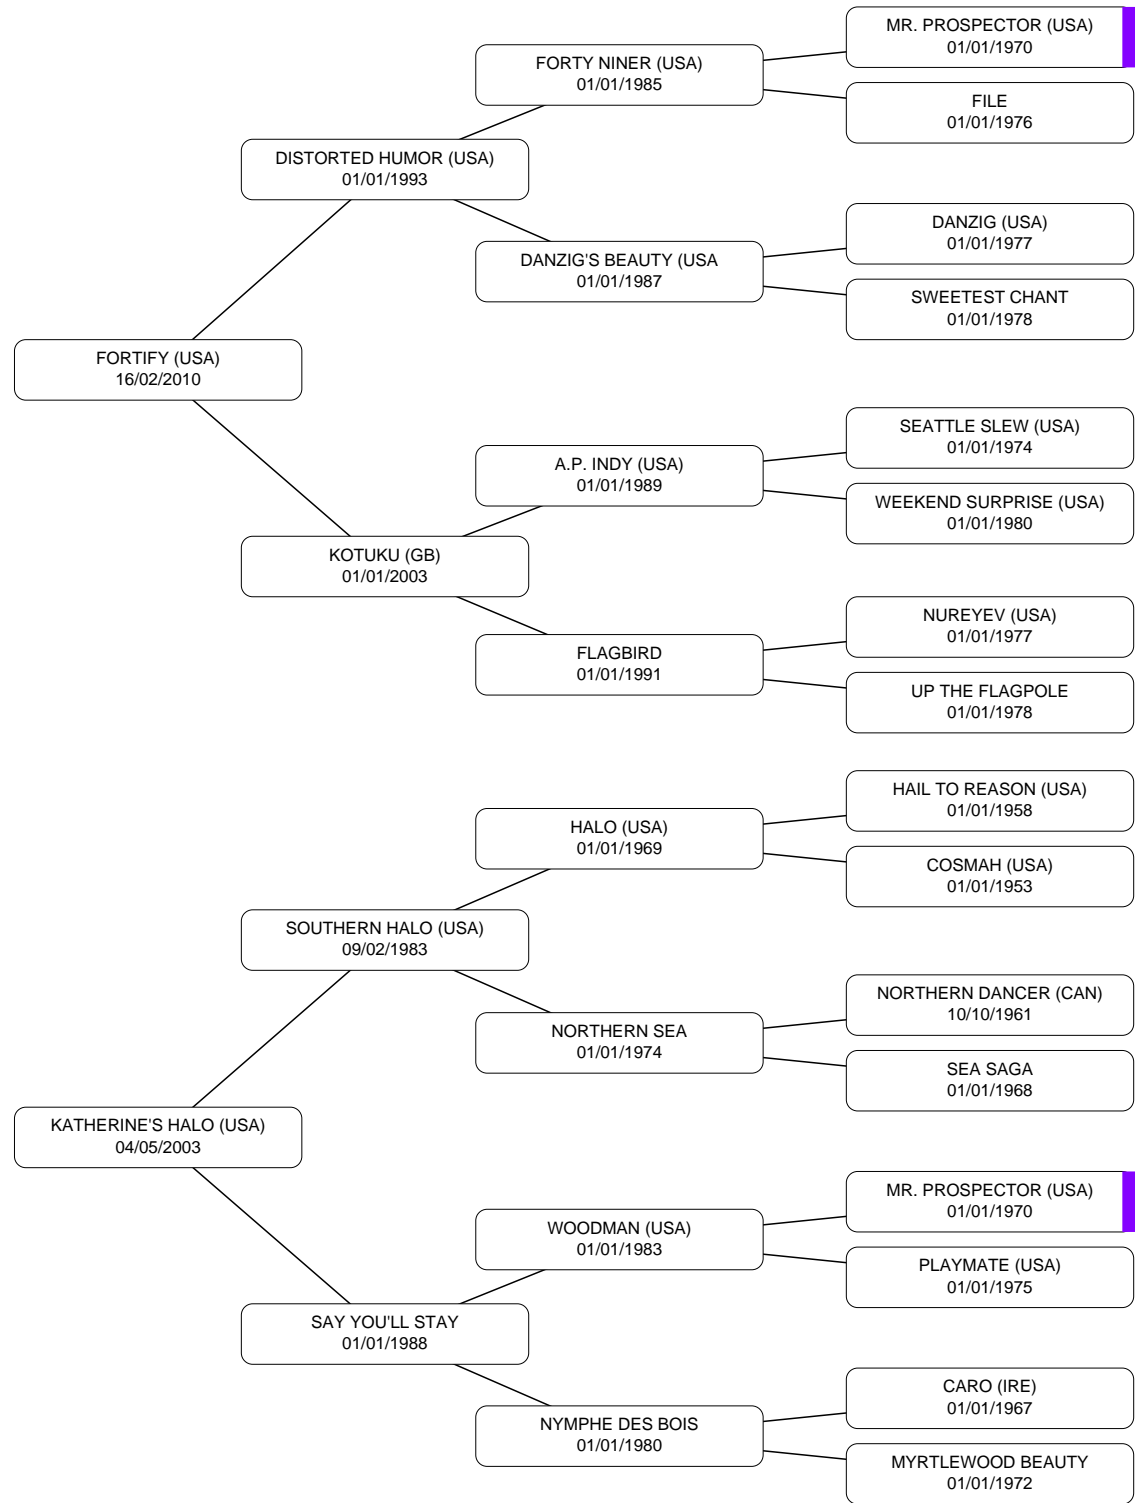 MR. PROSPECTOR (USA)
01/01/1970
FORTY NINER (USA)
01/01/1985
FILE
01/01/1976
DISTORTED HUMOR (USA)
01/01/1993
DANZIG (USA)
01/01/1977
DANZIG'S BEAUTY (USA
01/01/1987
SWEETEST CHANT
01/01/1978
FORTIFY (USA)
16/02/2010
SEATTLE SLEW (USA)
01/01/1974
A.P. INDY (USA)
01/01/1989
WEEKEND SURPRISE (USA)
01/01/1980
KOTUKU (GB)
01/01/2003
NUREYEV (USA)
01/01/1977
FLAGBIRD
01/01/1991
UP THE FLAGPOLE
01/01/1978
HAIL TO REASON (USA)
01/01/1958
HALO (USA)
01/01/1969
COSMAH (USA)
01/01/1953
SOUTHERN HALO (USA)
09/02/1983
NORTHERN DANCER (CAN)
10/10/1961
NORTHERN SEA
01/01/1974
SEA SAGA
01/01/1968
KATHERINE'S HALO (USA)
04/05/2003
MR. PROSPECTOR (USA)
01/01/1970
WOODMAN (USA)
01/01/1983
PLAYMATE (USA)
01/01/1975
SAY YOU'LL STAY
01/01/1988
CARO (IRE)
01/01/1967
NYMPHE DES BOIS
01/01/1980
MYRTLEWOOD BEAUTY
01/01/1972